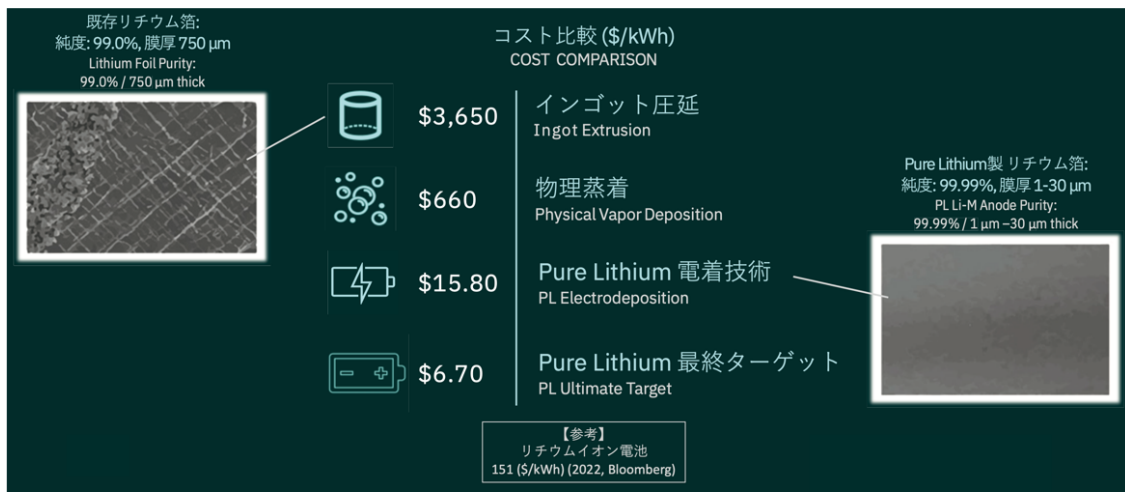 既存リチウム箔:
純度: 99.0%, 膜厚 750 μm
Lithium Foil Purity:
99.0% / 750 μm thick
コスト比較 ($/kWh)
COST COMPARISON
$3,650
インゴット圧延
Ingot Extrusion
$660
物理蒸着
Physical Vapor Deposition
$15.80
Pure Lithium 電着技術
PL Electrodeposition
$6.70
Pure Lithium 最終ターゲット
PL Ultimate Target
Pure Lithium製 リチウム箔:
純度: 99.99%, 膜厚 1-30 μm
PL Li-M Anode Purity:
99.99% / 1 μm –30 μm thick
【参考】
リチウムイオン電池
151 ($/kWh) (2022, Bloomberg)